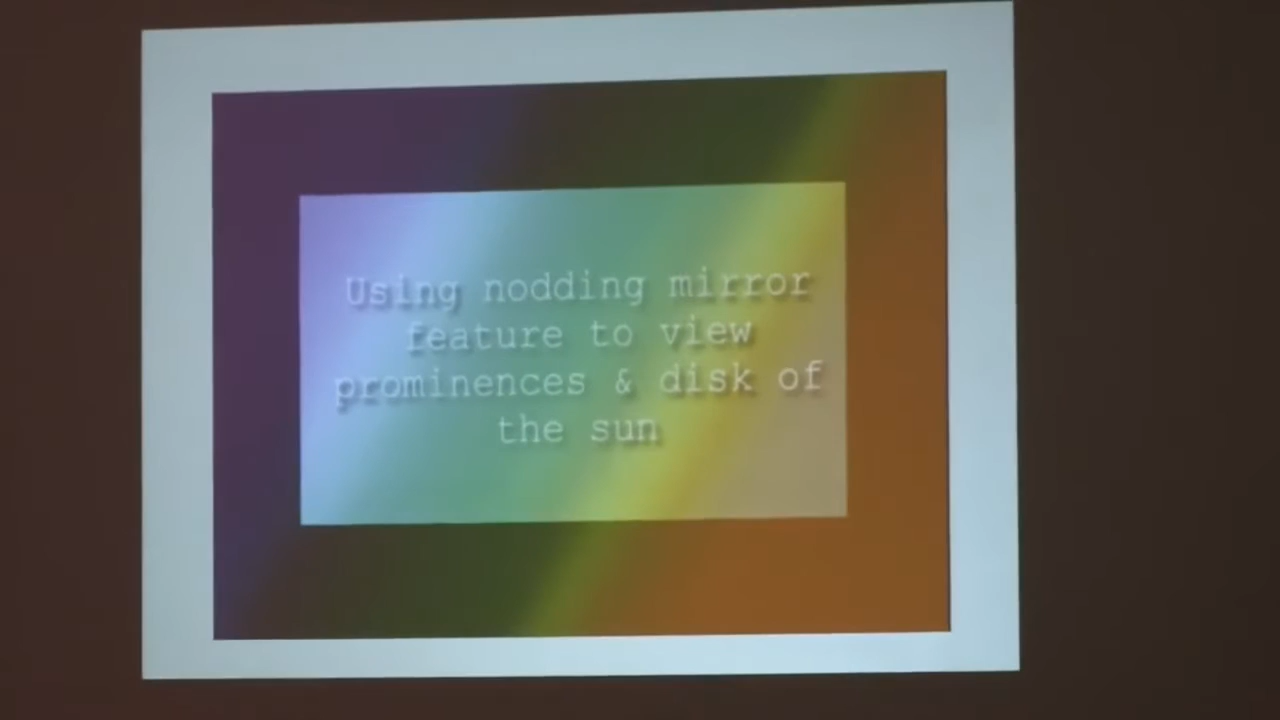 Using nodding mirror
feature to view
prominences & disk of
the sun